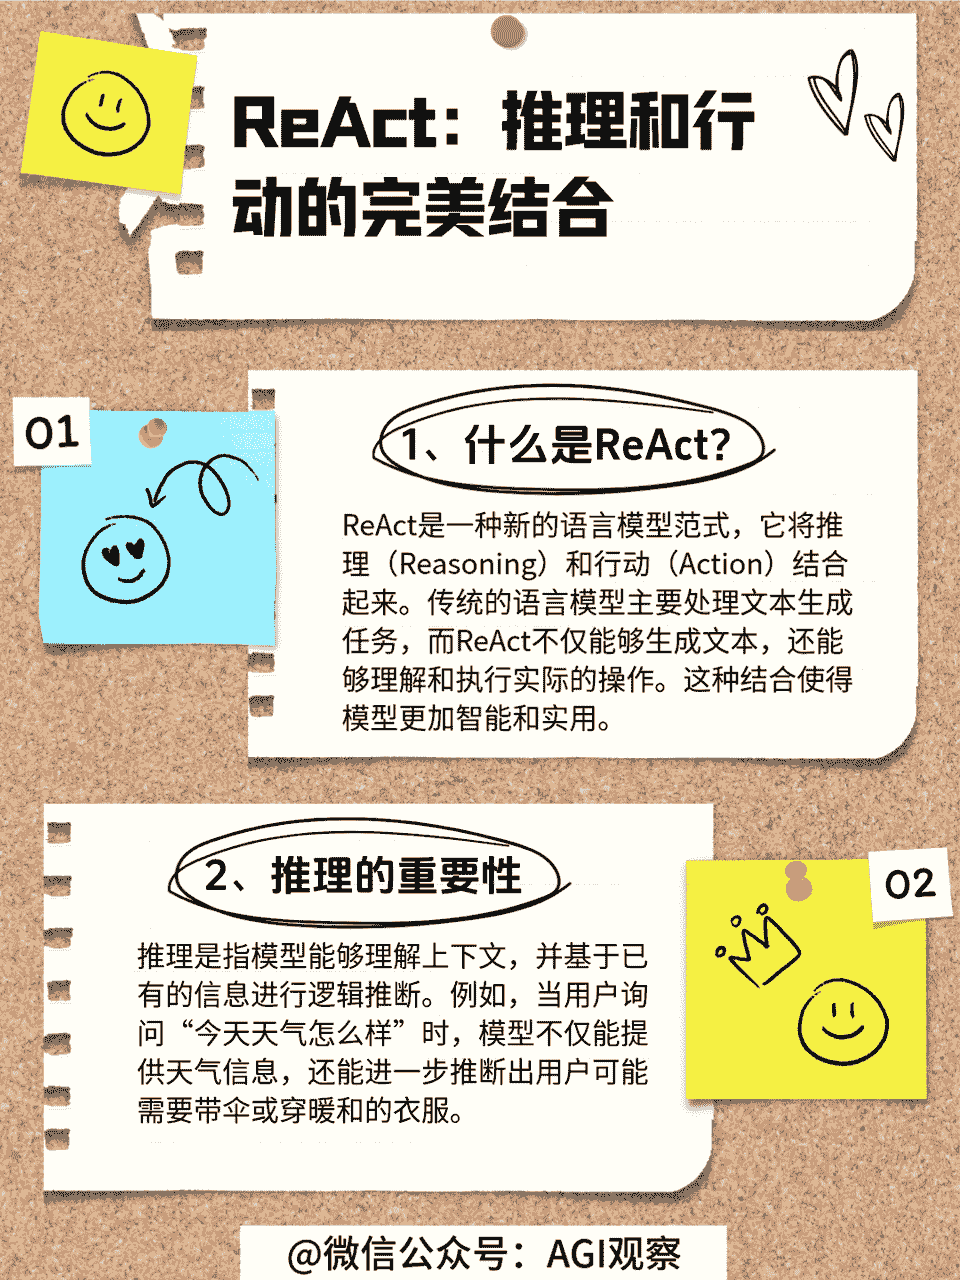 ReAct：推理和行
动的完美结合
01
1、什么是ReAct？
ReAct是一种新的语言模型范式，它将推
理（Reasoning）和行动（Action）结合
起来。传统的语言模型主要处理文本生成
任务，而ReAct不仅能够生成文本，还能
够理解和执行实际的操作。这种结合使得
模型更加智能和实用。
2、推理的重要性
02
推理是指模型能够理解上下文，并基于已
有的信息进行逻辑推断。例如，当用户询
问“今天天气怎么样”时，模型不仅能提
供天气信息，还能进一步推断出用户可能
需要带伞或穿暖和的衣服。
@微信公众号：AGI观察